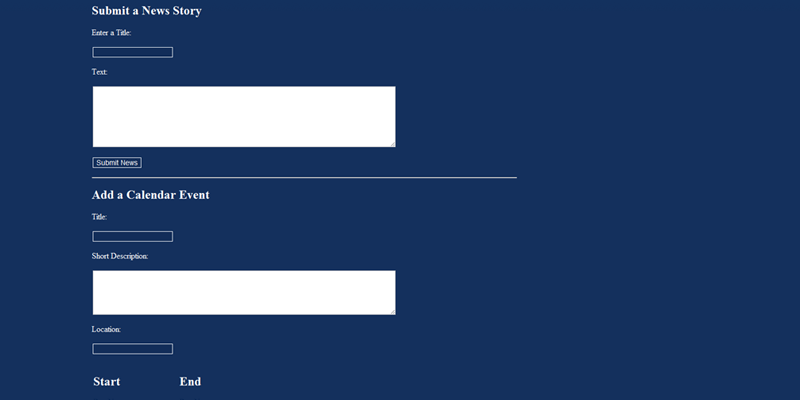 Submit a News Story
Enter a Title:
Text:
Submit News
Add a Calendar Event
Title:
Short Description:
Location:
Start End